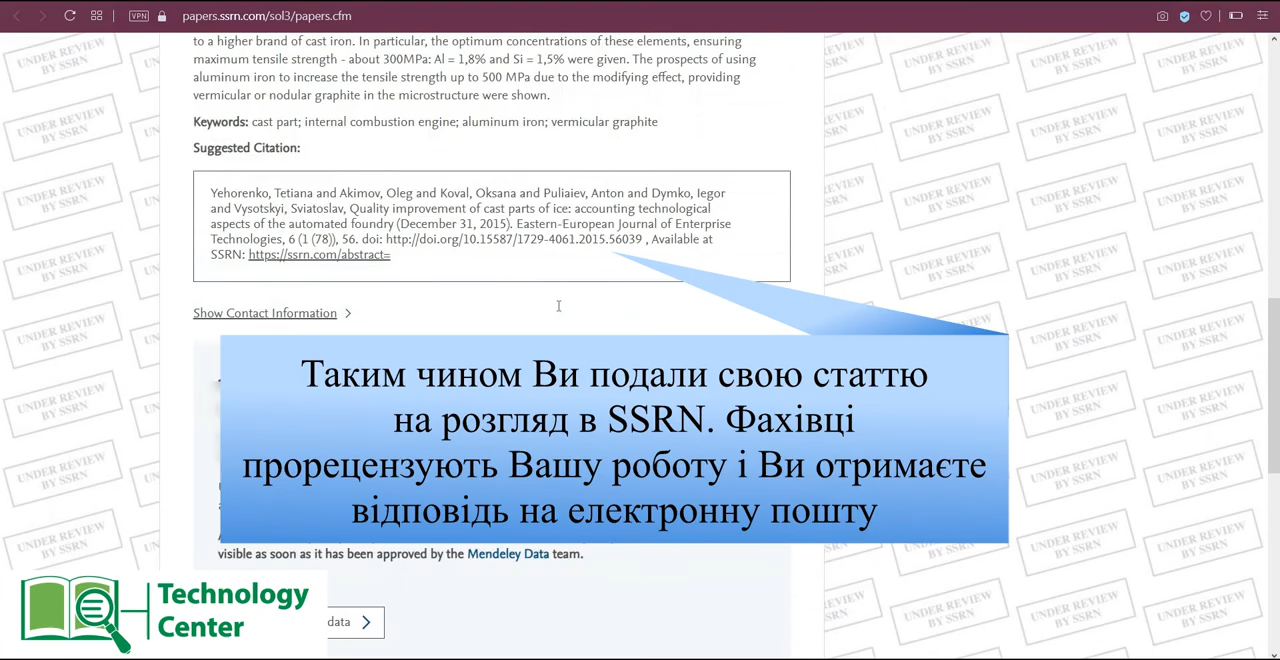 VPN papers.ssrn.com/sol3/papers.cfm
to a higher brand of cast iron. In particular, the optimum concentrations of these elements, ensuring
maximum tensile strength - about 300MPa: Al = 1,8% and Si = 1,5% were given. The prospects of using
aluminum iron to increase the tensile strength up to 500 MPa due to the modifying effect, providing
vermicular or nodular graphite in the microstructure were shown.
Keywords: cast part; internal combustion engine; aluminum iron; vermicular graphite
Suggested Citation:
Yehorenko, Tetiana and Akimov, Oleg and Koval, Oksana and Puliaiev, Anton and Dymko, Iegor
and Vysotskyi, Sviatoslav, Quality improvement of cast parts of ice: accounting technological
aspects of the automated foundry (December 31, 2015). Eastern-European Journal of Enterprise
Technologies, 6 (1 (78)), 56. doi: http://doi.org/10.15587/1729-4061.2015.56039 , Available at
SSRN: https://ssrn.com/abstract=
Show Contact Information
Таким чином Ви подали свою статтю
на розгляд в SSRN. Фахівці
прорецензують Вашу роботу і Ви отримаєте
відповідь на електронну пошту
visible as soon as it has been approved by the Mendeley Data team.
data
Technology
Center
UNDER REVIEW
BY SSRN